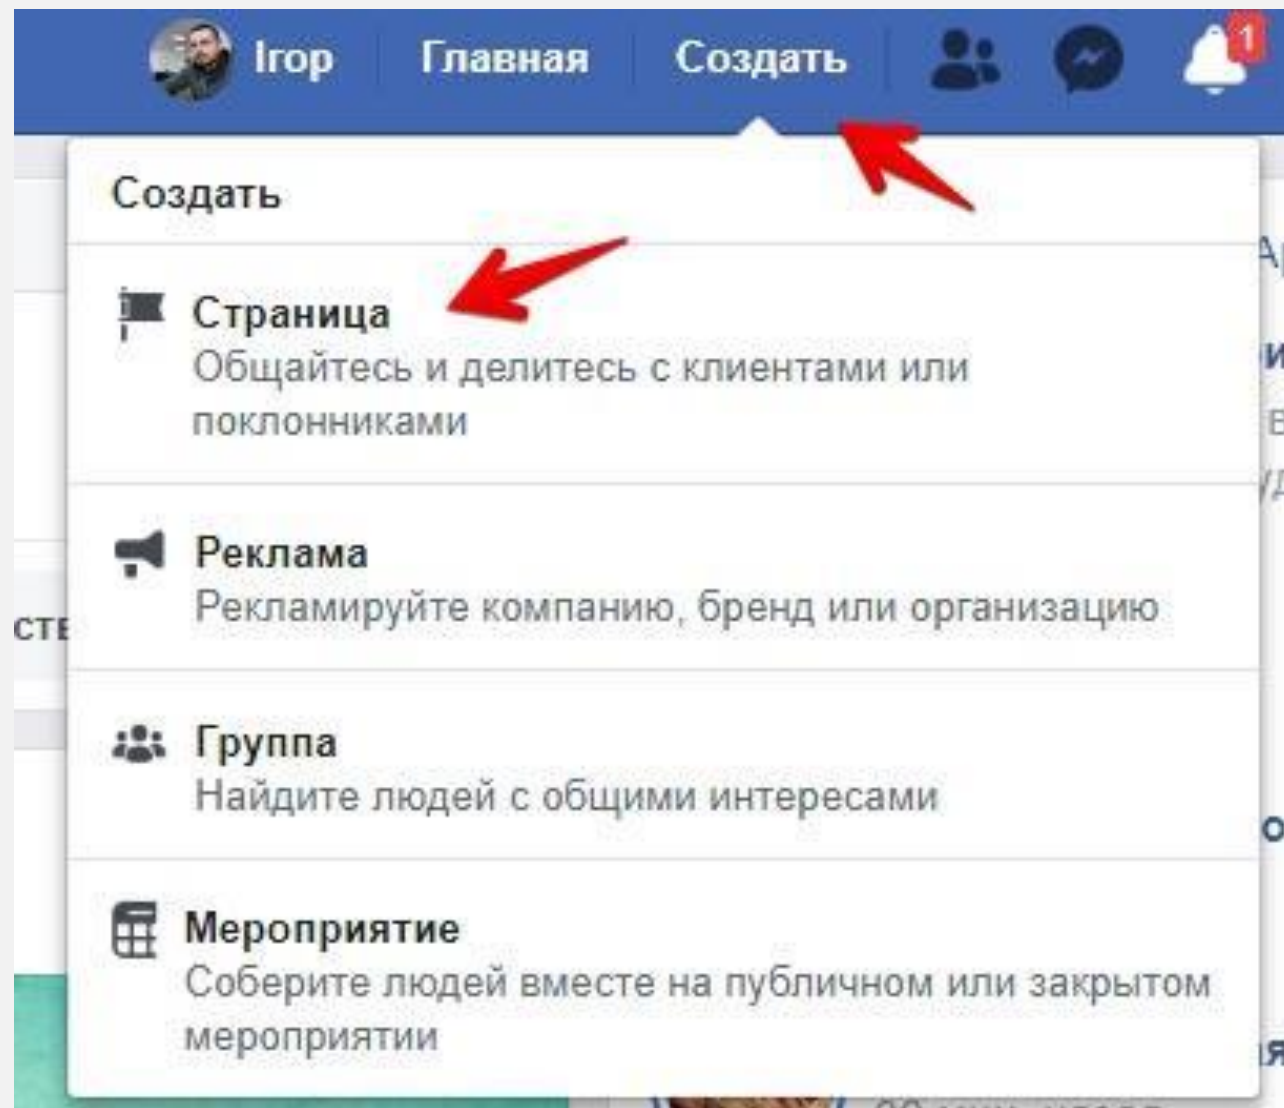 Ігор Главная Создать 1
Создать
Страница
Общайтесь и делитесь с клиентами или
поклонниками
Реклама
Рекламируйте компанию, бренд или организацию
Группа
Найдите людей с общими интересами
Мероприятие
Соберите людей вместе на публичном или закрытом
мероприятии